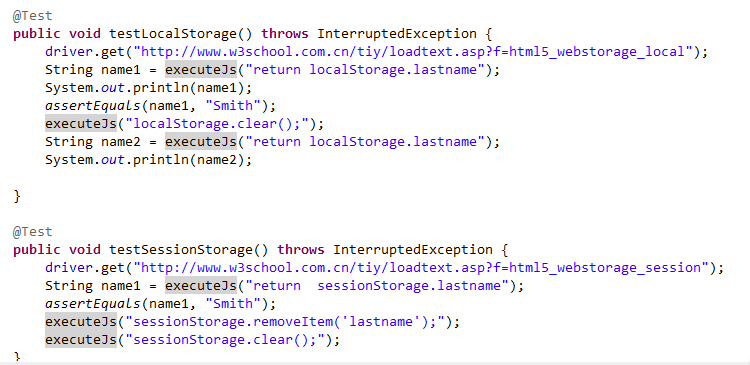 @Test
public void testLocalStorage() throws InterruptedException {
    driver.get("http://www.w3school.com.cn/tiy/loadtext.asp?f=html5_webstorage_local");
    String name1 = executeJs("return localStorage.lastname");
    System.out.println(name1);
    assertEquals(name1, "Smith");
    executeJs("localStorage.clear();");
    String name2 = executeJs("return localStorage.lastname");
    System.out.println(name2);
}
@Test
public void testSessionStorage() throws InterruptedException {
    driver.get("http://www.w3school.com.cn/tiy/loadtext.asp?f=html5_webstorage_session");
    String name1 = executeJs("return  sessionStorage.lastname");
    assertEquals(name1, "Smith");
    executeJs("sessionStorage.removeItem('lastname');");
    executeJs("sessionStorage.clear();");
}